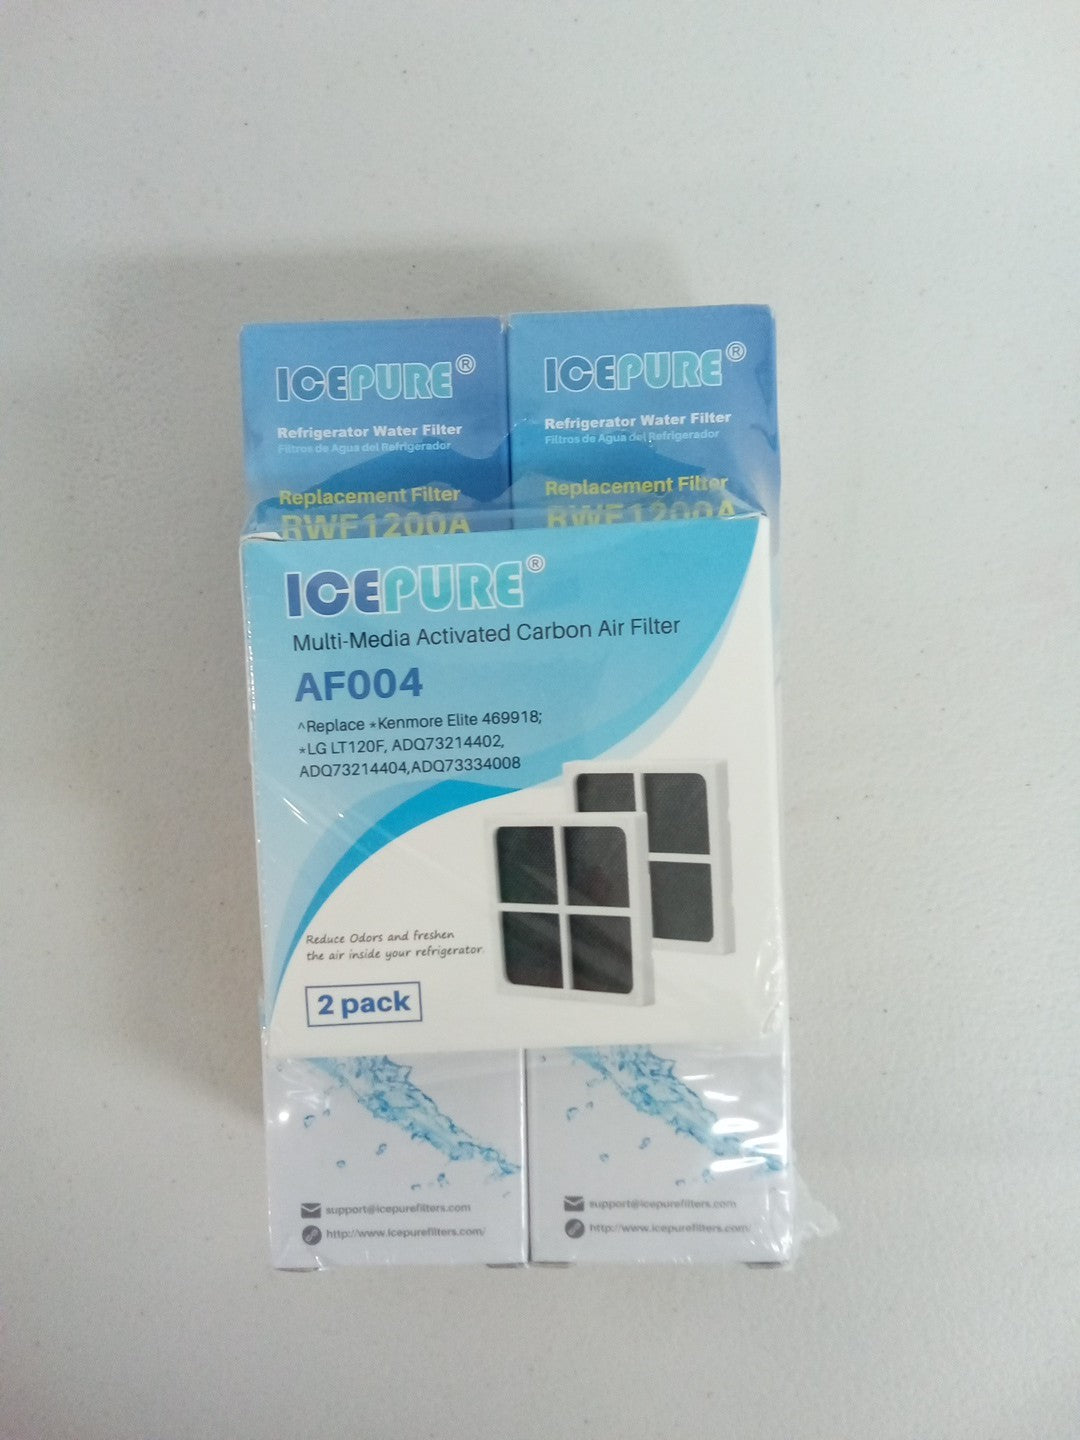 ICEPURE®
Refrigerator Water Filter
Filtros de Agua del Refrigerador
Replacement Filter
RWF1200A
ICEPURE®
Refrigerator Water Filter
Filtros de Agua del Refrigerador
Replacement Filter
RWF1200A
ICEPURE®
Multi-Media Activated Carbon Air Filter
AF004
^Replace *Kenmore Elite 469918;
*LG LT120F, ADQ73214402,
ADQ73214404,ADQ73334008
Reduce Odors and freshen
the air inside your refrigerator.
2 pack
support@icepurefilters.com
http://www.icepurefilters.com/
support@icepurefilters.com
http://www.icepurefilters.com/